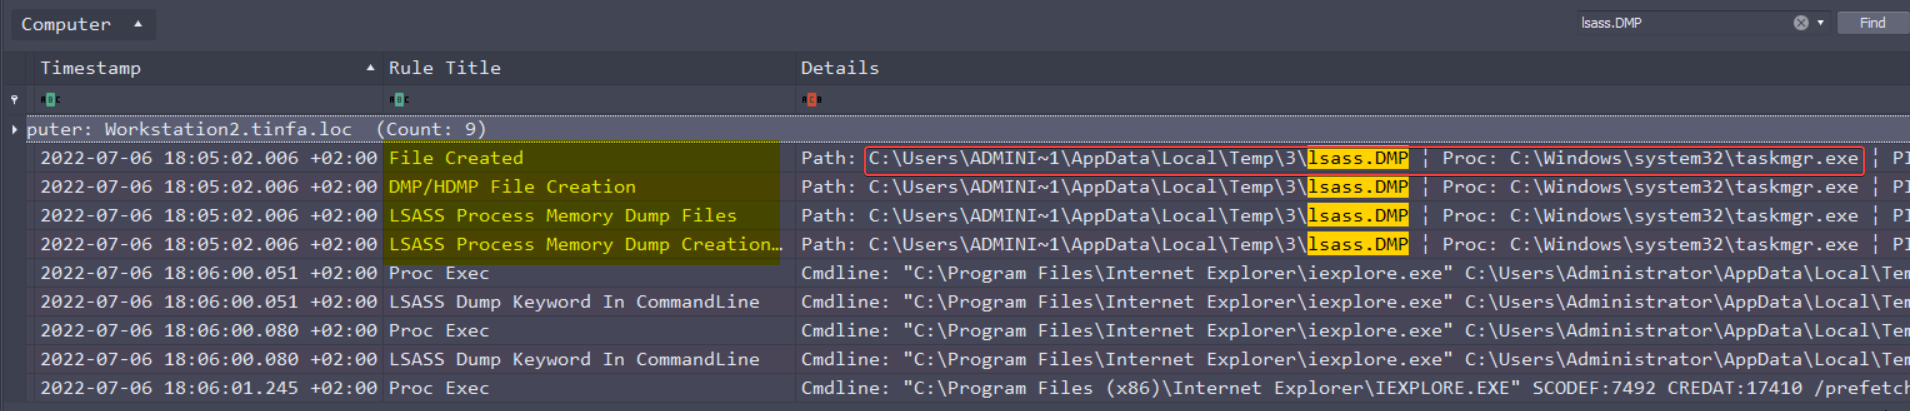 Computer ▲
lsass.DMP Find
Timestamp Rule Title Details
puter: Workstation2.tinfa.loc (Count: 9)
2022-07-06 18:05:02.006 +02:00 File Created Path: C:\Users\ADMINI~1\AppData\Local\Temp\3\lsass.DMP ¦ Proc: C:\Windows\system32\taskmgr.exe ¦ PI
2022-07-06 18:05:02.006 +02:00 DMP/HDMP File Creation Path: C:\Users\ADMINI~1\AppData\Local\Temp\3\lsass.DMP ¦ Proc: C:\Windows\system32\taskmgr.exe ¦ PI
2022-07-06 18:05:02.006 +02:00 LSASS Process Memory Dump Files Path: C:\Users\ADMINI~1\AppData\Local\Temp\3\lsass.DMP ¦ Proc: C:\Windows\system32\taskmgr.exe ¦ PI
2022-07-06 18:05:02.006 +02:00 LSASS Process Memory Dump Creation… Path: C:\Users\ADMINI~1\AppData\Local\Temp\3\lsass.DMP ¦ Proc: C:\Windows\system32\taskmgr.exe ¦ PI
2022-07-06 18:06:00.051 +02:00 Proc Exec Cmdline: "C:\Program Files\Internet Explorer\iexplore.exe" C:\Users\Administrator\AppData\Local\Tem
2022-07-06 18:06:00.051 +02:00 LSASS Dump Keyword In CommandLine Cmdline: "C:\Program Files\Internet Explorer\iexplore.exe" C:\Users\Administrator\AppData\Local\Tem
2022-07-06 18:06:00.080 +02:00 Proc Exec Cmdline: "C:\Program Files\Internet Explorer\iexplore.exe" C:\Users\Administrator\AppData\Local\Tem
2022-07-06 18:06:00.080 +02:00 LSASS Dump Keyword In CommandLine Cmdline: "C:\Program Files\Internet Explorer\iexplore.exe" C:\Users\Administrator\AppData\Local\Tem
2022-07-06 18:06:01.245 +02:00 Proc Exec Cmdline: "C:\Program Files (x86)\Internet Explorer\IEXPLORE.EXE" SCODEF:7492 CREDAT:17410 /prefetch